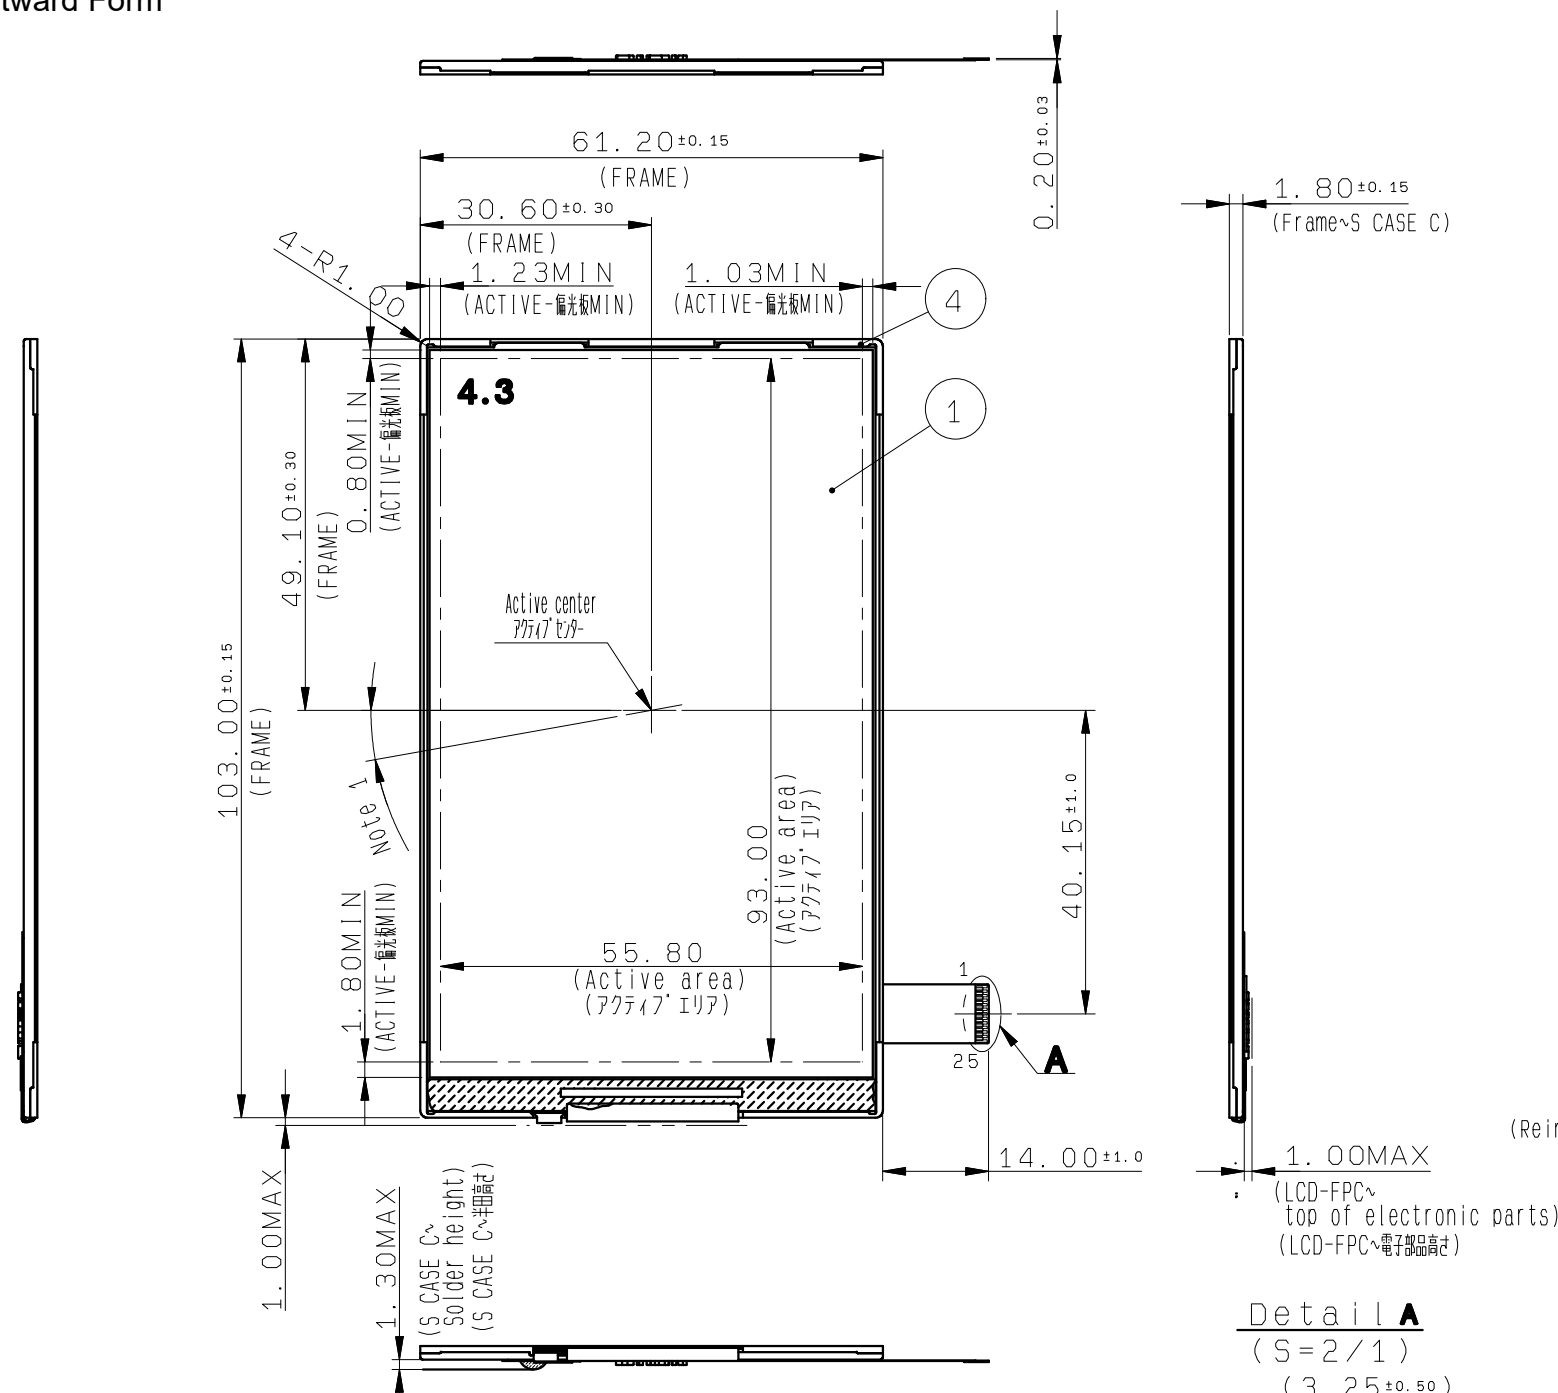 tward Form
0.20±0.03
61.20±0.15
(FRAME)
30.60±0.30
(FRAME)
1.80±0.15
(Frame~S CASE C)
4-R1.00
1.23MIN
(ACTIVE-偏光板MIN)
1.03MIN
(ACTIVE-偏光板MIN)
4
4.3
1
0.80MIN
(ACTIVE-偏光板MIN)
49.10±0.30
(FRAME)
Active center
アクティブセンター
103.00±0.15
(FRAME)
Note 1
93.00
(Active area)
(アクティブエリア)
40.15±1.0
1.80MIN
(ACTIVE-偏光板MIN)
55.80
(Active area)
(アクティブエリア)
1
25
A
14.00±1.0
(Reir
1.00MAX
(LCD-FPC~
top of electronic parts)
(LCD-FPC~電子部品高さ)
1.00MAX
1.30MAX
(S CASE C~
Solder height)
(S CASE C~半田高さ)
Detail A
(S=2/1)
(3.25±0.50)